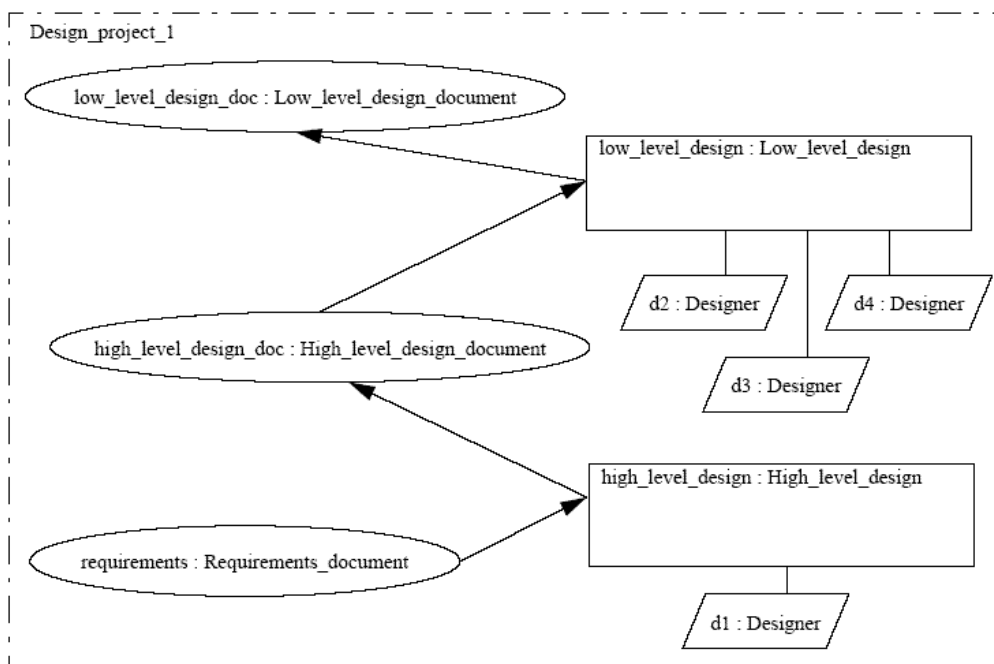 Design_project_1
low_level_design_doc : Low_level_design_document
low_level_design : Low_level_design
d2 : Designer
d4 : Designer
high_level_design_doc : High_level_design_document
d3 : Designer
high_level_design : High_level_design
requirements : Requirements_document
d1 : Designer